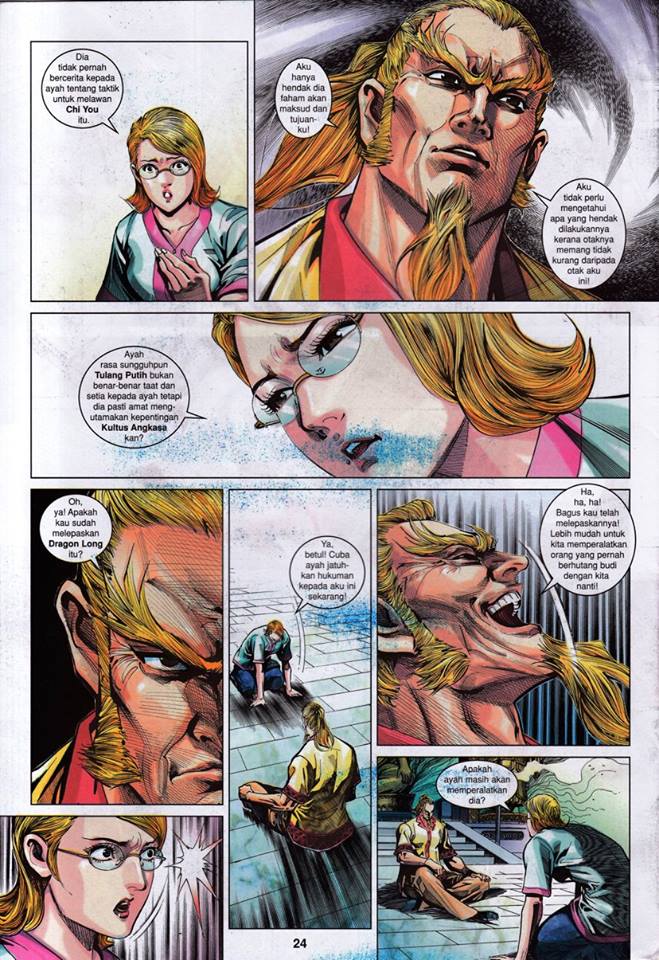 Dia
tidak pernah
bercerita kepada
ayah tentang taktik
untuk melawan
Chi You
itu.
Aku
hanya
hendak dia
faham akan
maksud dan
tujuan-
ku!
Aku
tidak perlu
mengetahui
apa yang hendak
dilakukannya
kerana otaknya
memang tidak
kurang daripada
otak aku
ini!
Ayah
rasa sungguhpun
Tulang Putih bukan
benar-benar taat dan
setia kepada ayah tetapi
dia pasti amat meng-
utamakan kepentingan
Kultus Angkasa
kan?
Oh,
ya! Apakah
kau sudah
melepaskan
Dragon Long
itu?
Ya,
betul! Cuba
ayah jatuh-
kan hukuman
kepada aku ini
sekarang!
Ha,
ha, ha!
Bagus kau telah
melepaskannya!
Lebih mudah untuk
kita memperalatkan
orang yang pernah
berhutang budi
dengan kita
nanti!
Apakah
ayah masih akan
memperalatkan
dia?
24